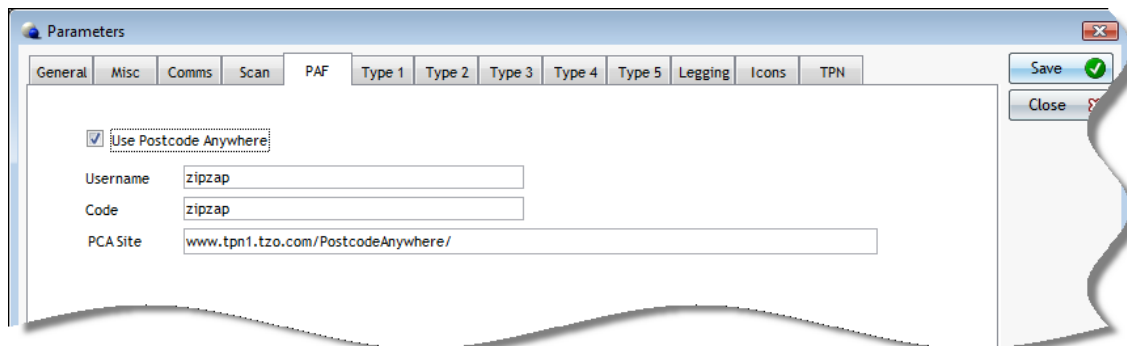 Parameters
General Misc Comms Scan PAF Type 1 Type 2 Type 3 Type 4 Type 5 Legging Icons TPN
Save
Close
Use Postcode Anywhere
Username zipzap
Code zipzap
PCA Site www.tpn1.tzo.com/PostcodeAnywhere/